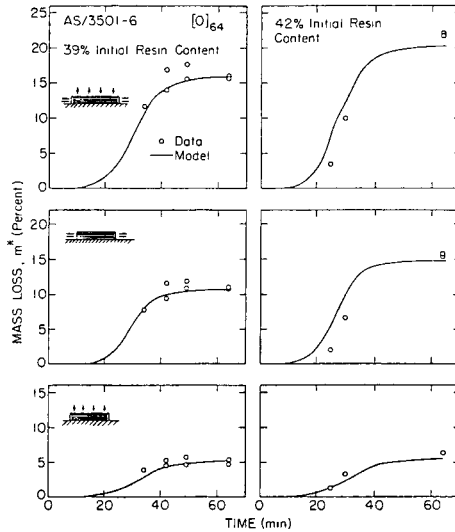 AS/3501-6 [O]64
39% Initial Resin Content
42% Initial Resin
Content
25
20
15
10
5
0
○ Data
— Model
20
15
10
5
0
15
10
5
0
0 20 40 60 80
20 40 60 80
MASS LOSS, m* (Percent)
TIME (min)